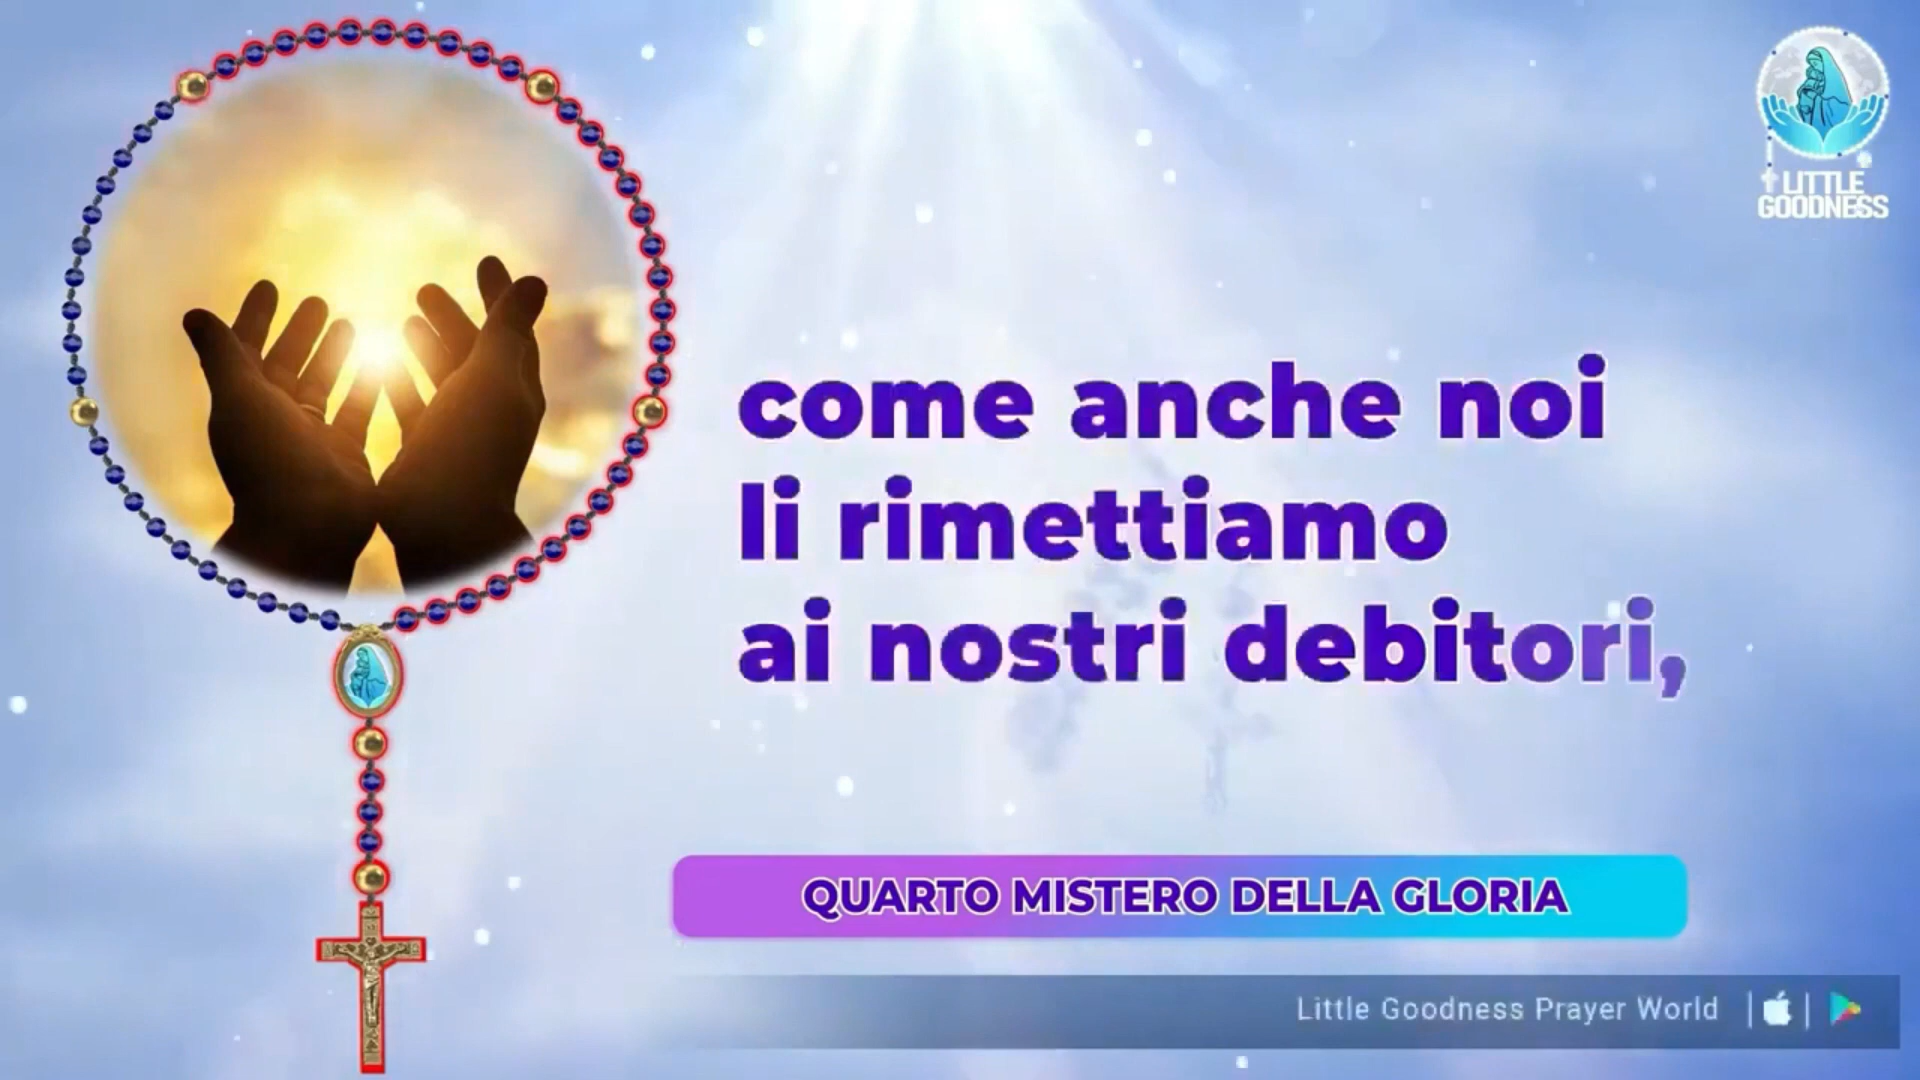 LITTLE
GOODNESS
come anche noi
li rimettiamo
ai nostri debitori,
QUARTO MISTERO DELLA GLORIA
Little Goodness Prayer World